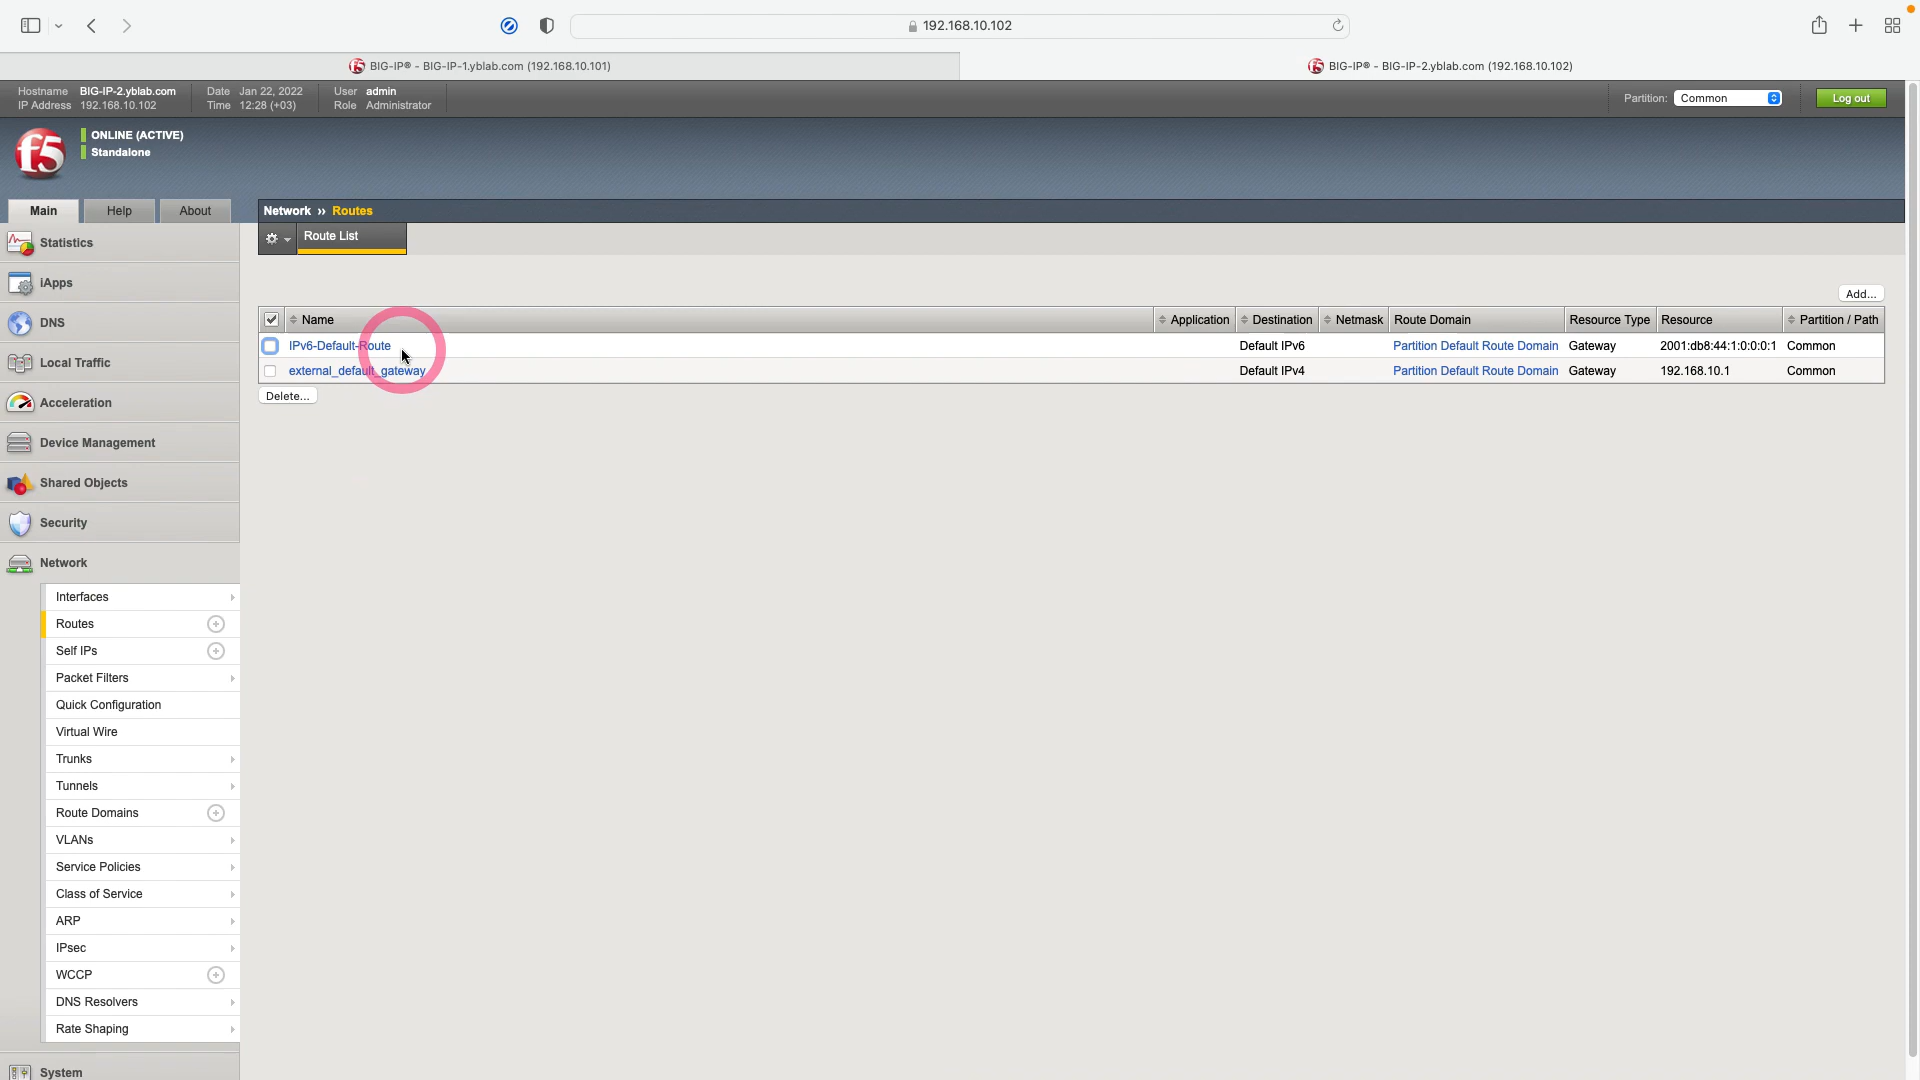 192.168.10.102
BIG-IP® - BIG-IP-1.yblab.com (192.168.10.101)
BIG-IP® - BIG-IP-2.yblab.com (192.168.10.102)
Hostname BIG-IP-2.yblab.com Date Jan 22, 2022 User admin
IP Address 192.168.10.102 Time 12:28 (+03) Role Administrator
Partition: Common Log out
f5
ONLINE (ACTIVE)
Standalone
Main Help About
Network ›› Routes
Route List
Statistics
iApps
DNS
Local Traffic
Acceleration
Device Management
Shared Objects
Security
Network
Interfaces
Routes
Self IPs
Packet Filters
Quick Configuration
Virtual Wire
Trunks
Tunnels
Route Domains
VLANs
Service Policies
Class of Service
ARP
IPsec
WCCP
DNS Resolvers
Rate Shaping
System
Add...
Name Application Destination Netmask Route Domain Resource Type Resource Partition / Path
IPv6-Default-Route Default IPv6 Partition Default Route Domain Gateway 2001:db8:44:1:0:0:0:1 Common
external_default_gateway Default IPv4 Partition Default Route Domain Gateway 192.168.10.1 Common
Delete...